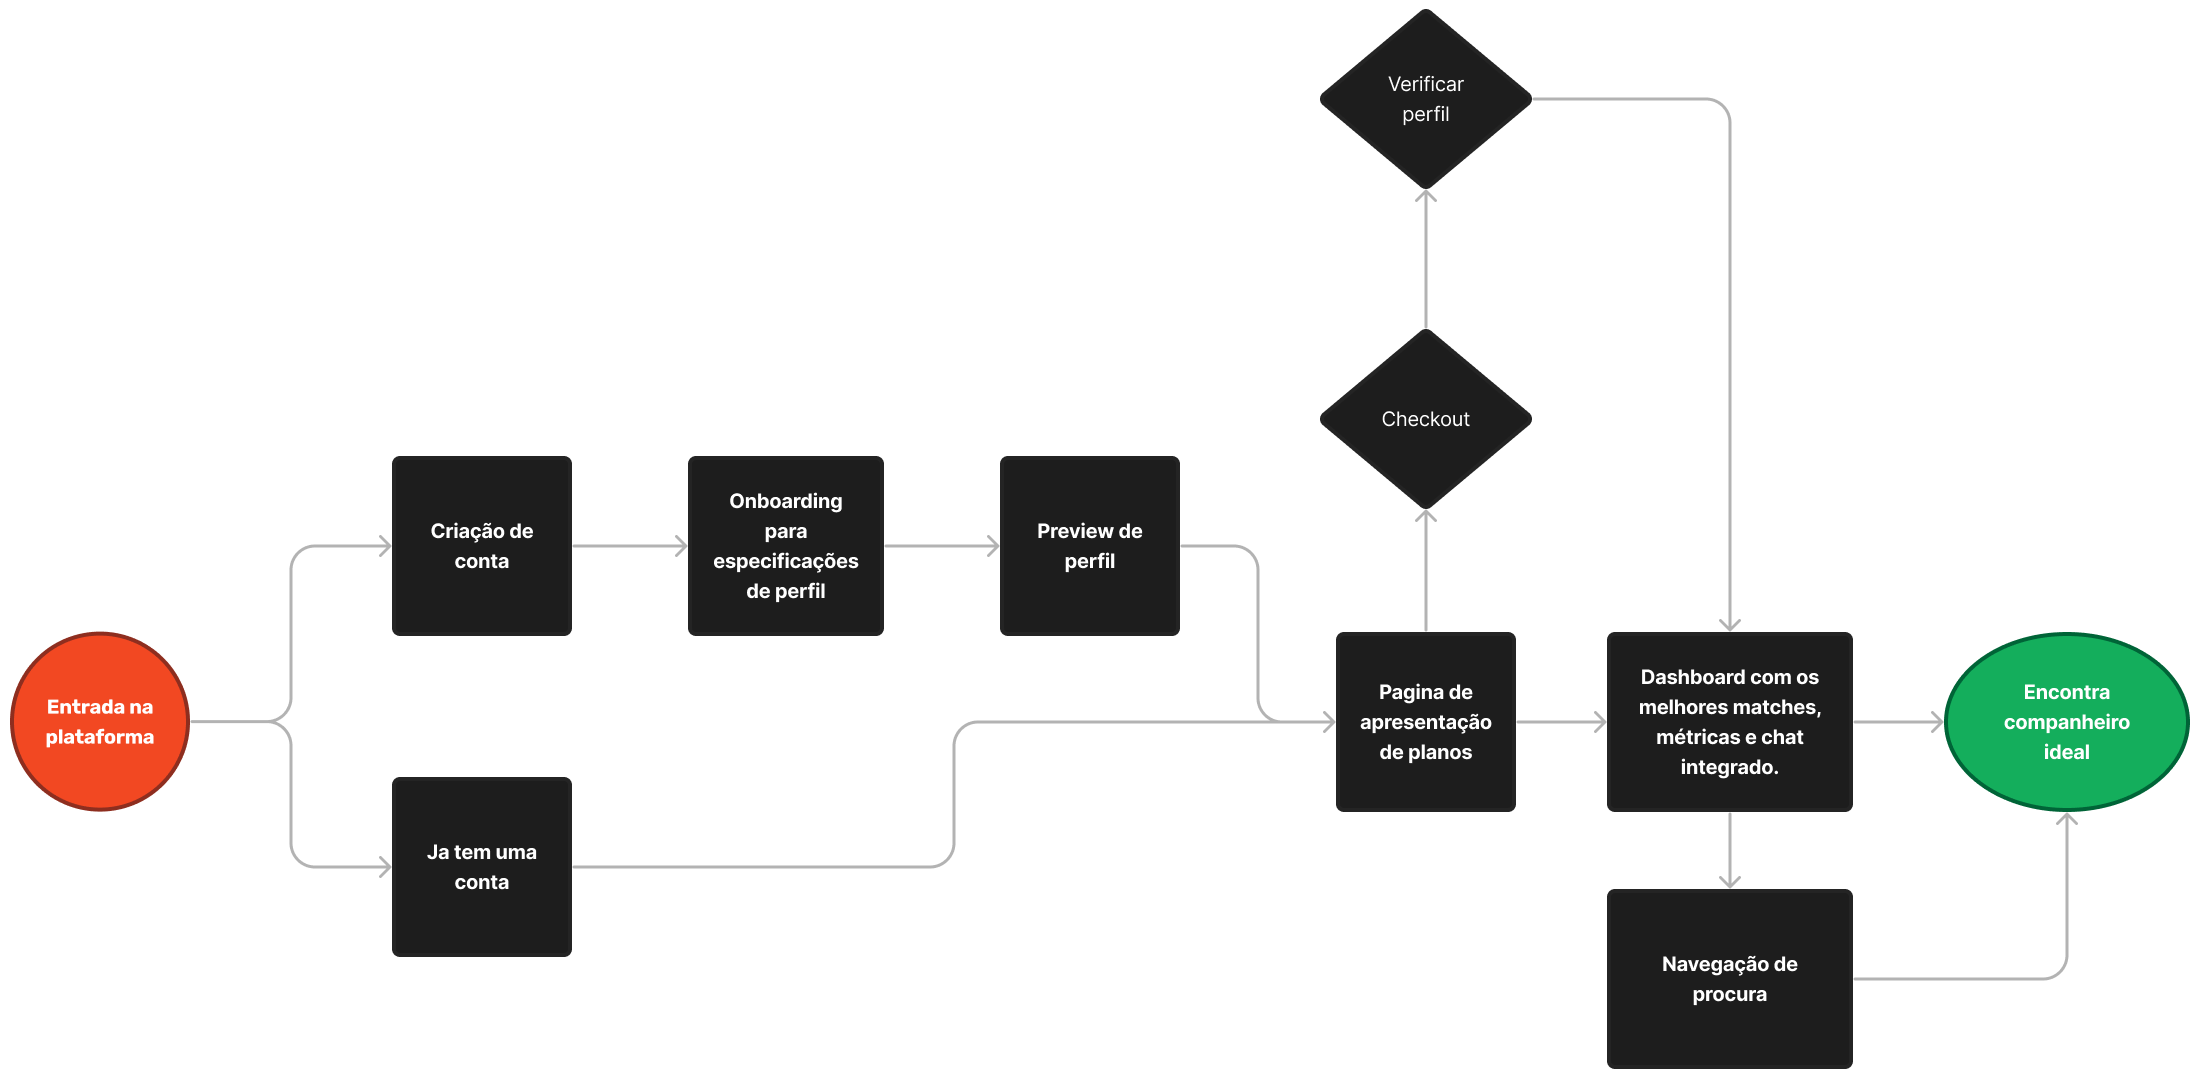 Verificar
perfil
Checkout
Criação de
conta
Onboarding
para
especificações
de perfil
Preview de
perfil
Entrada na
plataforma
Pagina de
apresentação
de planos
Dashboard com os
melhores matches,
métricas e chat
integrado.
Encontra
companheiro
ideal
Ja tem uma
conta
Navegação de
procura